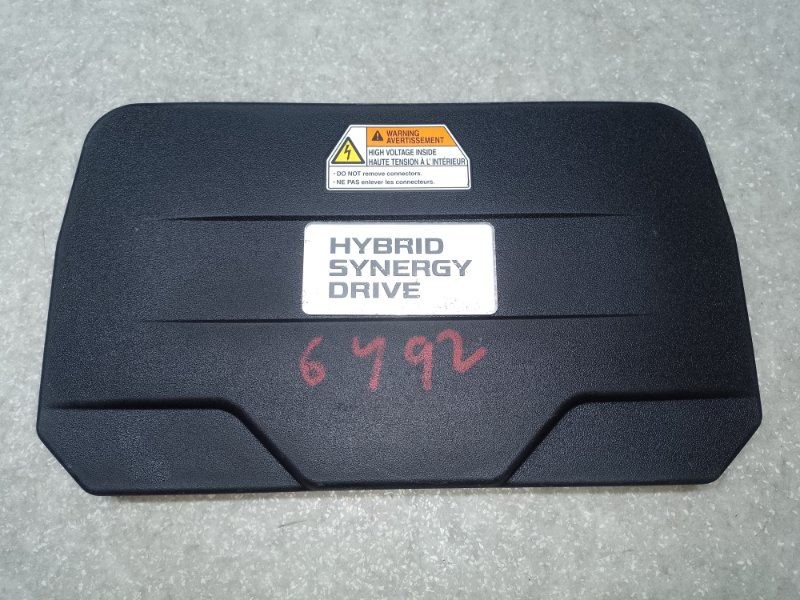 WARNING
AVERTISSEMENT
HIGH VOLTAGE INSIDE
HAUTE TENSION À L' INTÉRIEUR
· DO NOT remove connectors.
· NE PAS enlever les connecteurs.
HYBRID
SYNERGY
DRIVE
6492